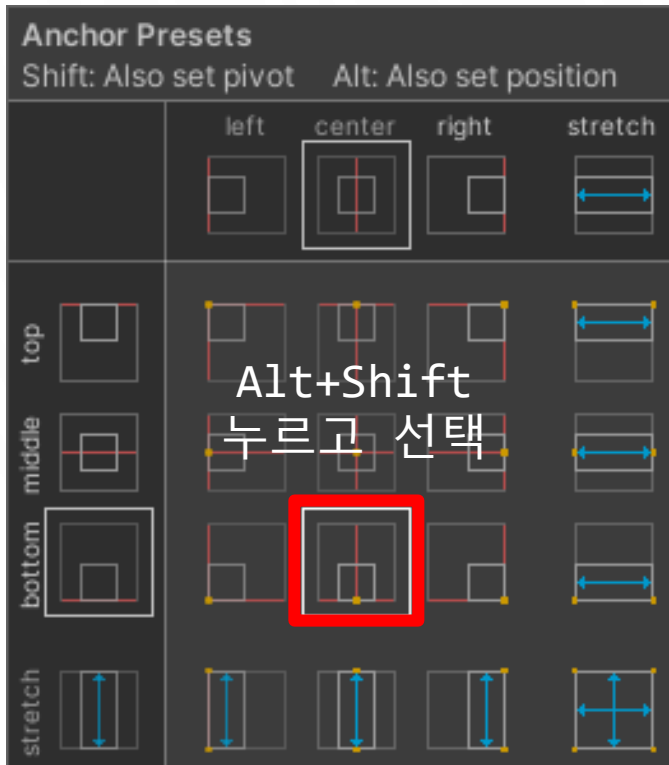 Anchor Presets
Shift: Also set pivot Alt: Also set position
left center right stretch
top
Alt+Shift
누르고 선택
middle
bottom
stretch